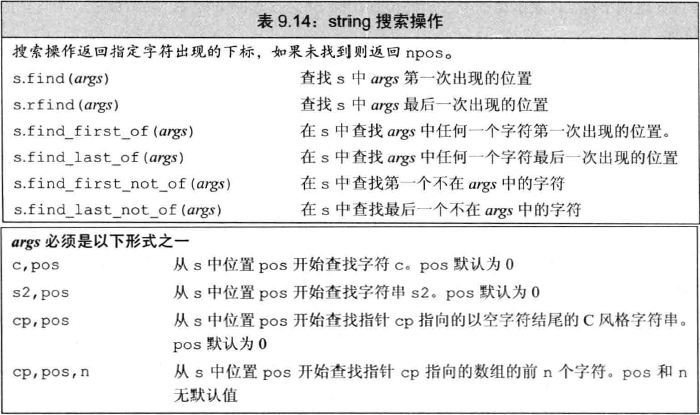 表 9.14：string 搜索操作
搜索操作返回指定字符出现的下标，如果未找到则返回 npos。
s.find(args) 查找 s 中 args 第一次出现的位置
s.rfind(args) 查找 s 中 args 最后一次出现的位置
s.find_first_of(args) 在 s 中查找 args 中任何一个字符第一次出现的位置。
s.find_last_of(args) 在 s 中查找 args 中任何一个字符最后一次出现的位置
s.find_first_not_of(args) 在 s 中查找第一个不在 args 中的字符
s.find_last_not_of(args) 在 s 中查找最后一个不在 args 中的字符
args 必须是以下形式之一
c,pos 从 s 中位置 pos 开始查找字符 c。pos 默认为 0
s2,pos 从 s 中位置 pos 开始查找字符串 s2。pos 默认为 0
cp,pos 从 s 中位置 pos 开始查找指针 cp 指向的以空字符结尾的 C 风格字符串。
pos 默认为 0
cp,pos,n 从 s 中位置 pos 开始查找指针 cp 指向的数组的前 n 个字符。pos 和 n
无默认值